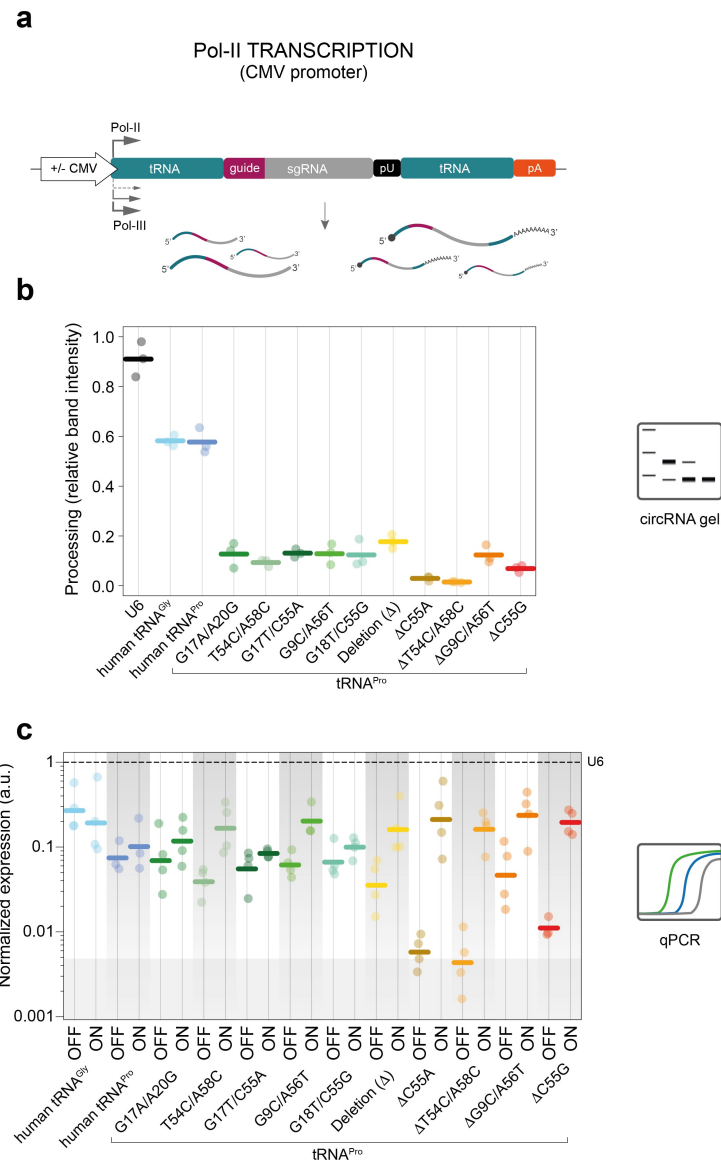 a
Pol-II TRANSCRIPTION
(CMV promoter)
Pol-II
+/- CMV
tRNA
guide
sgRNA
pU
tRNA
pA
Pol-III
5'
3'
5'
3'
5'
3'
5'
AAAAAAAA3'
5'
AAAAAAAA3'
5'
AAAAAAAA3'
b
Processing (relative band intensity)
1.0
0.8
0.6
0.4
0.2
0.0
U6
human tRNAGly
human tRNAPro
G17A/A20G
T54C/A58C
G17T/C55A
G9C/A56T
G18T/C55G
Deletion (Δ)
ΔC55A
ΔT54C/A58C
ΔG9C/A56T
ΔC55G
tRNAPro
circRNA gel
c
Normalized expression (a.u.)
1
0.1
0.01
0.001
U6
OFF ON OFF ON OFF ON OFF ON OFF ON OFF ON OFF ON OFF ON OFF ON OFF ON OFF ON OFF ON
human tRNAGly
human tRNAPro
G17A/A20G
T54C/A58C
G17T/C55A
G9C/A56T
G18T/C55G
Deletion (Δ)
ΔC55A
ΔT54C/A58C
ΔG9C/A56T
ΔC55G
tRNAPro
qPCR